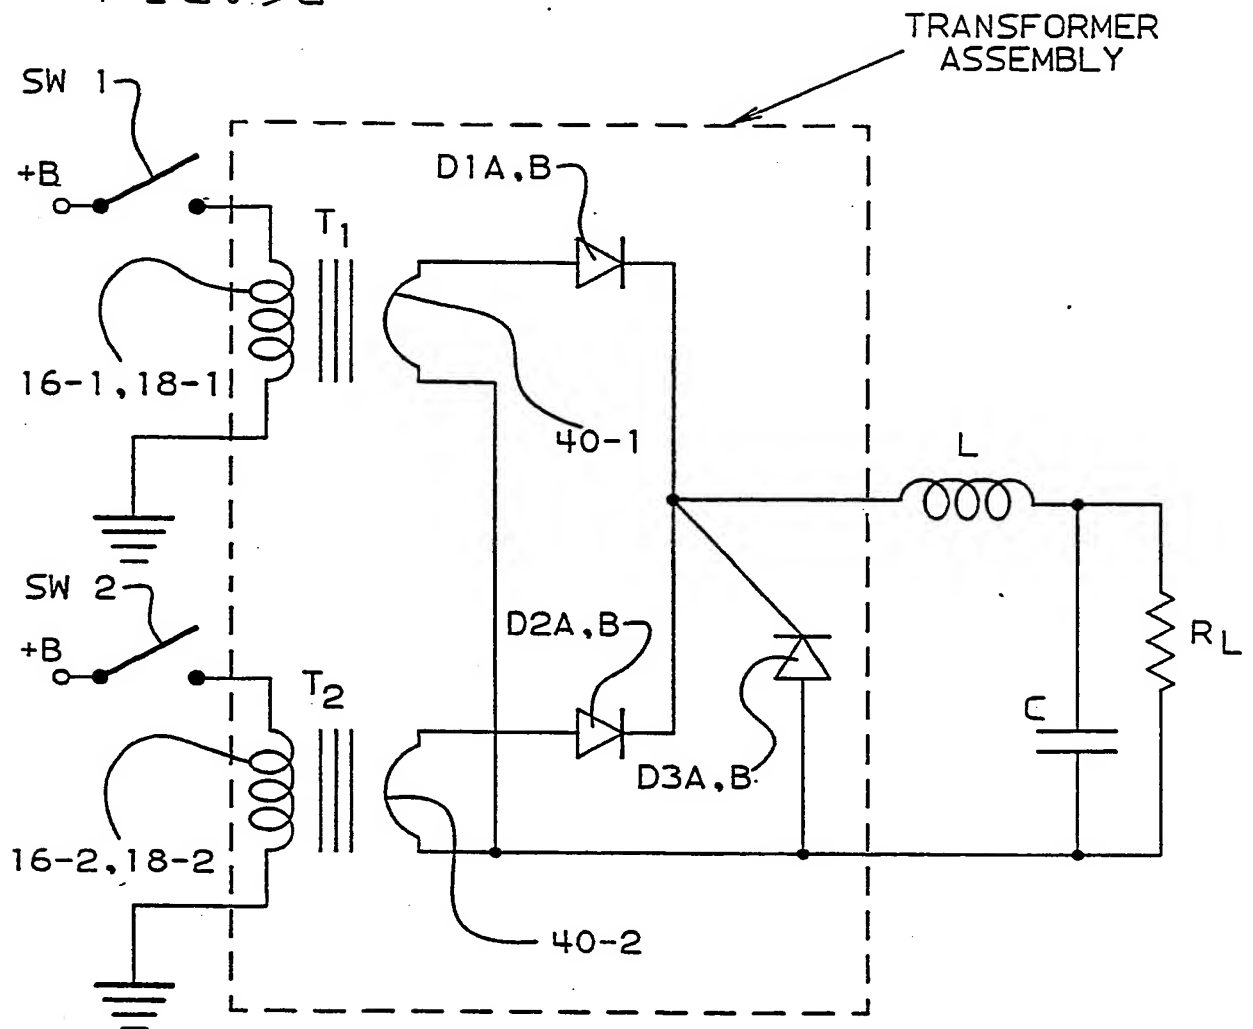 TRANSFORMER
ASSEMBLY
SW 1
+B
D1A,B
T1
16-1,18-1
40-1
L
SW 2
+B
D2A,B
T2
RL
C
D3A,B
16-2,18-2
40-2